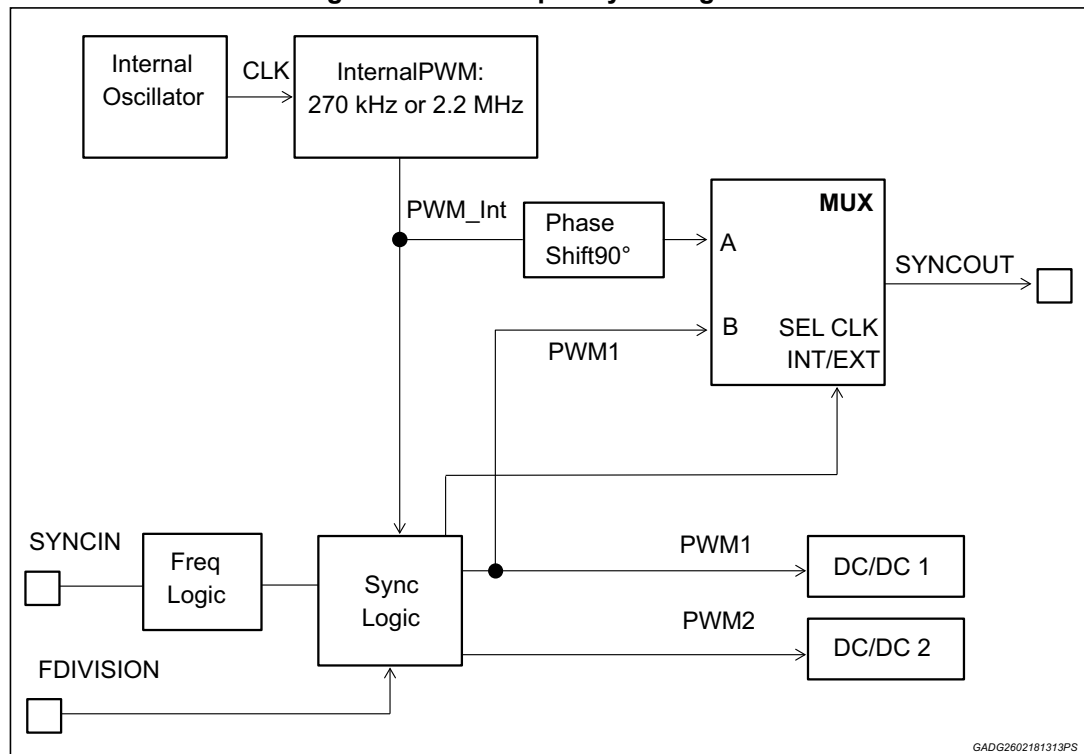 Internal
Oscillator
CLK
InternalPWM:
270 kHz or 2.2 MHz
PWM_Int
Phase
Shift90°
MUX
A
B
SEL CLK
INT/EXT
SYNCOUT
PWM1
SYNCIN
Freq
Logic
Sync
Logic
PWM1
DC/DC 1
PWM2
DC/DC 2
FDIVISION
GADG2602181313PS